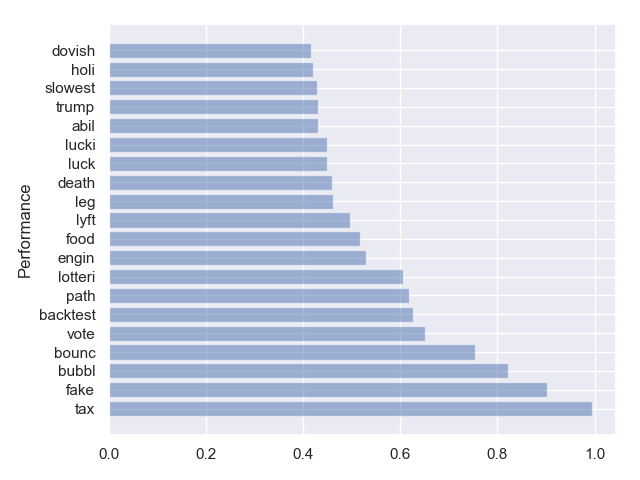 dovish
holi
slowest
trump
abil
lucki
luck
death
leg
lyft
food
engin
lotteri
path
backtest
vote
bounc
bubbl
fake
tax
Performance
0.0 0.2 0.4 0.6 0.8 1.0